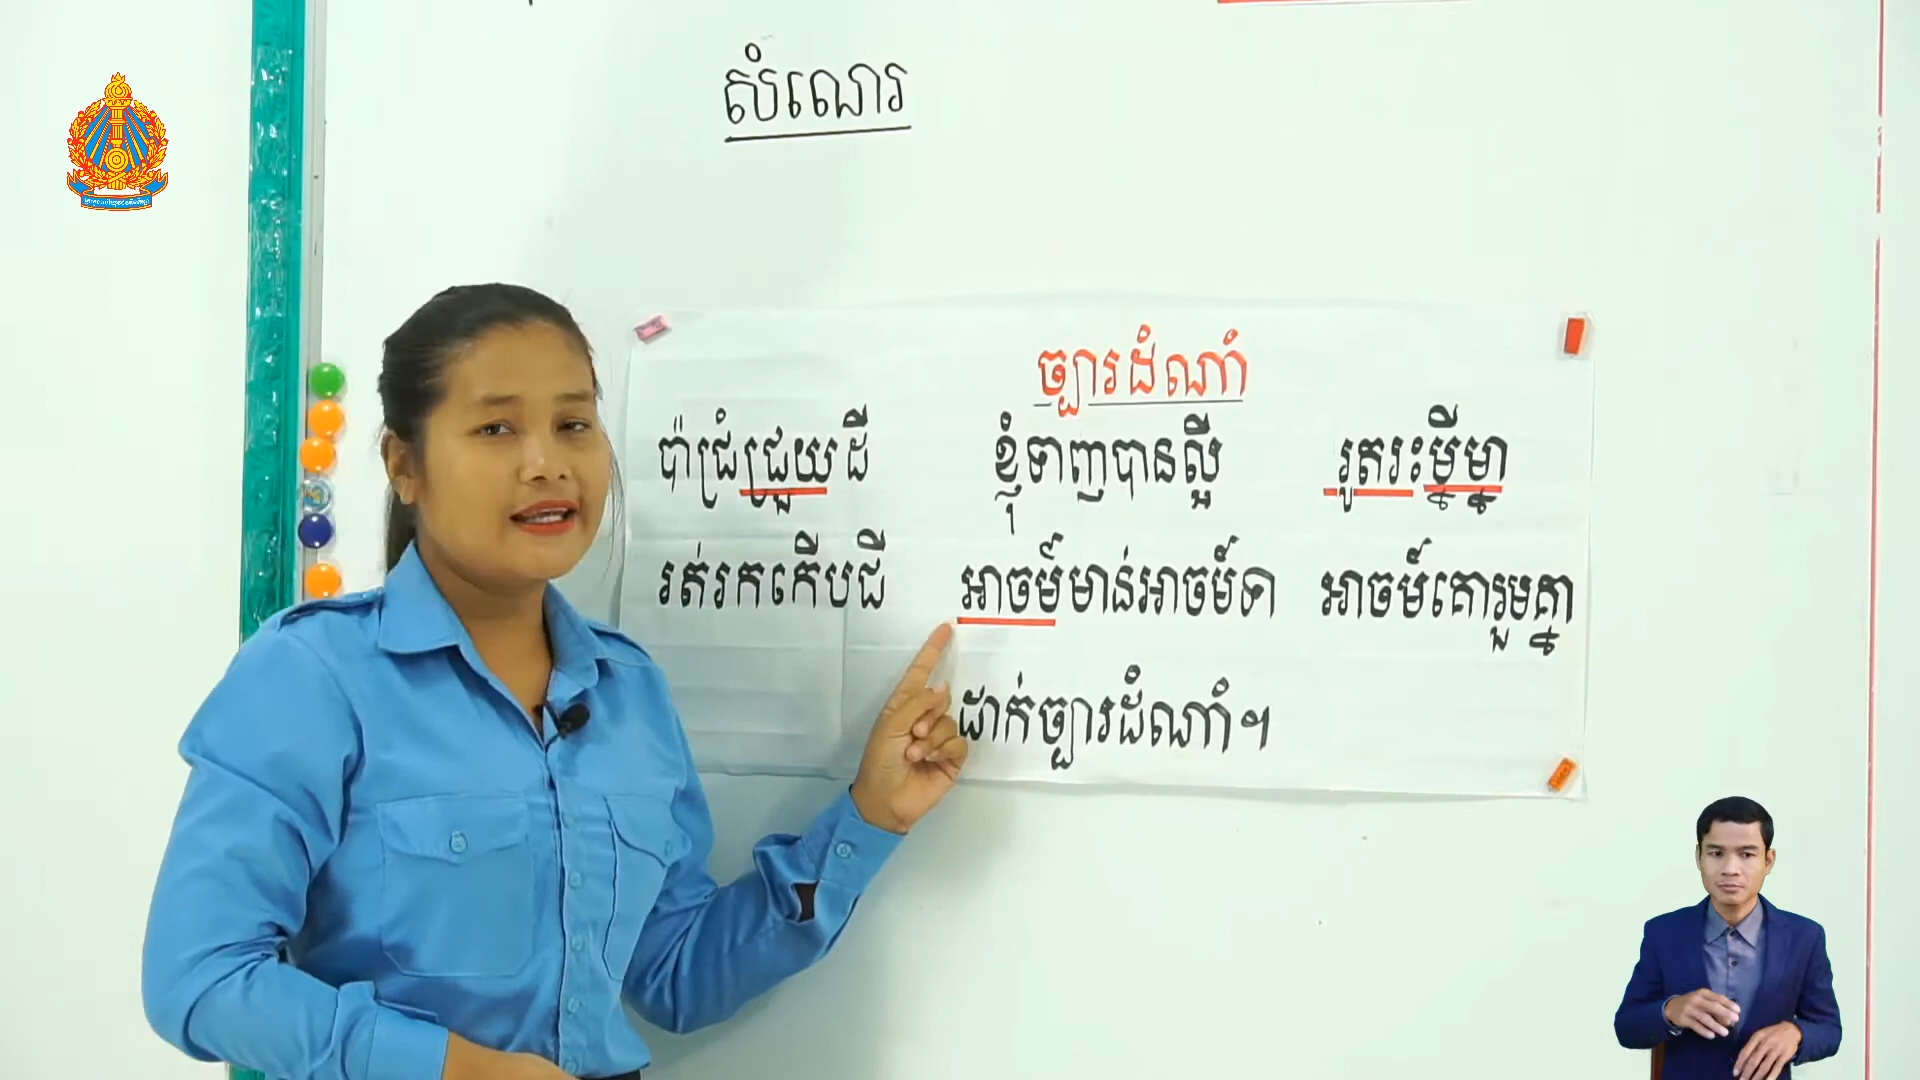 សំណេរ
ច្បារដំណាំ
ប៉ាជ្រំជ្រួយដី ខ្ញុំទាញបានស្លឺ រូតរះម្នីម្នា
រត់រកកើបជី អាចម៍មាន់អាចម៍ទា អាចម៍គោរួមគ្នា
ដាក់ច្បារដំណាំ។